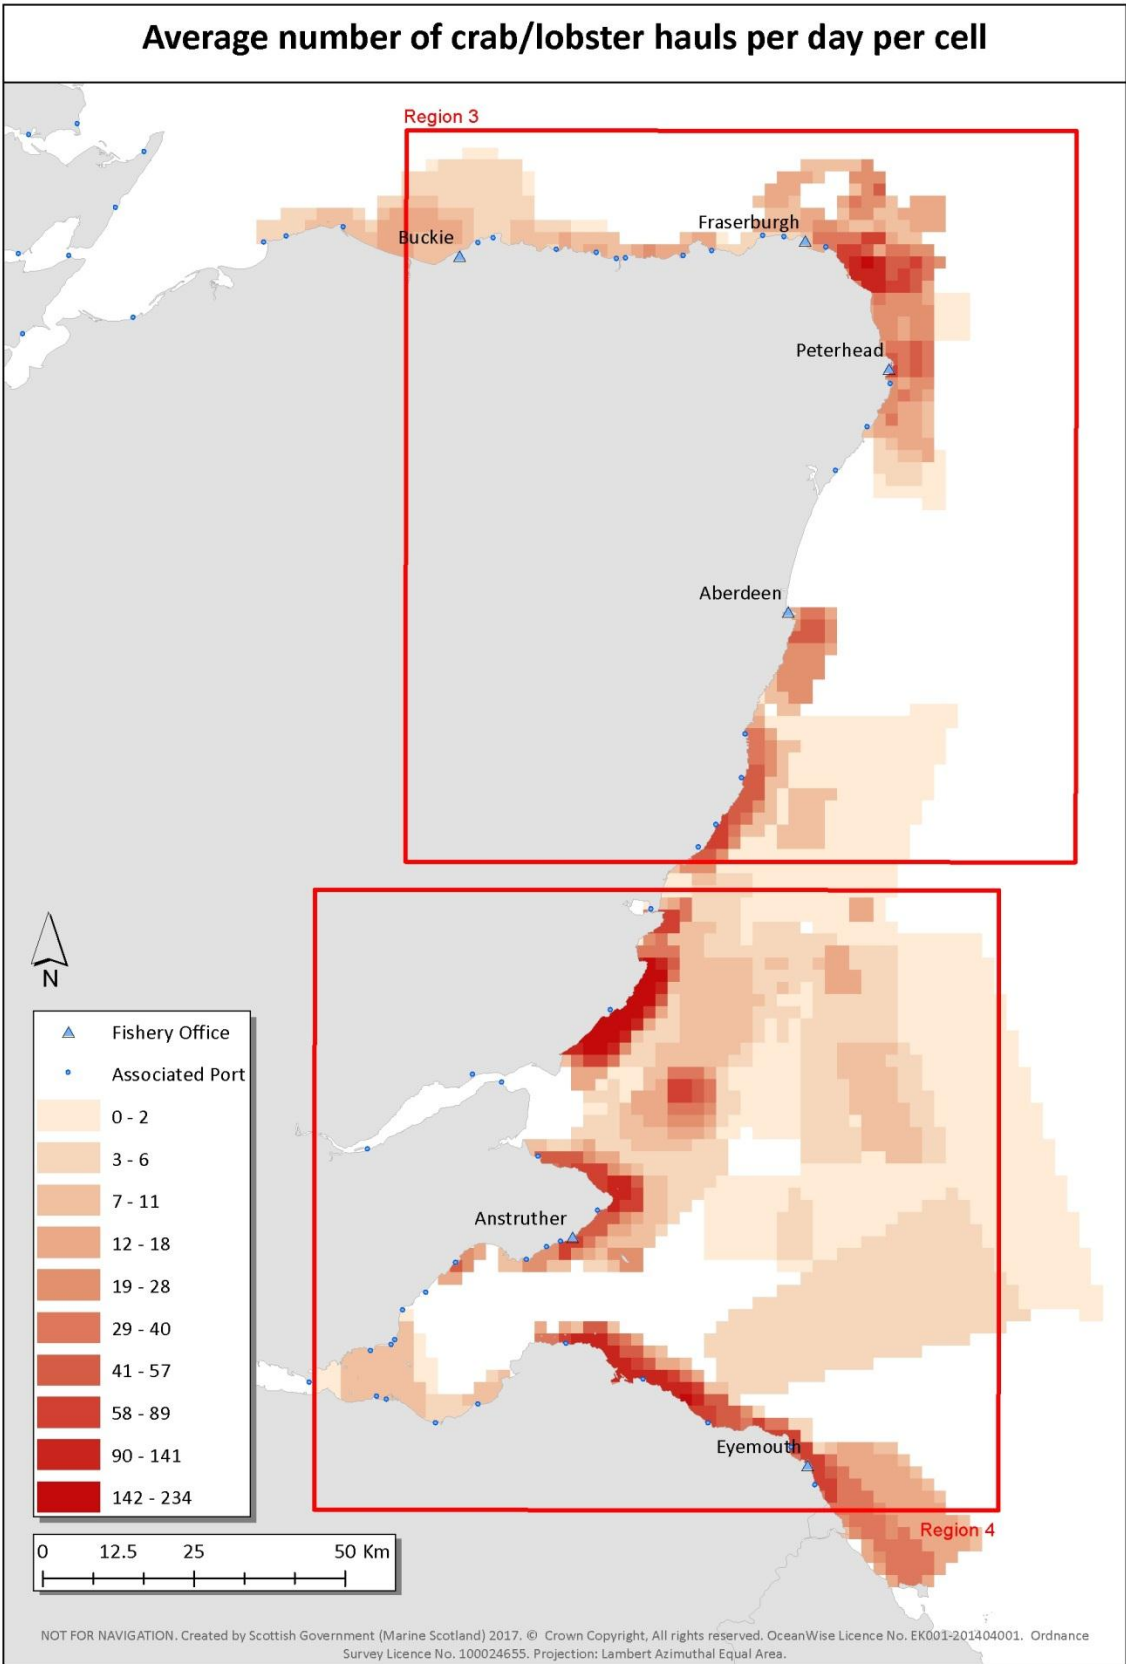 Average number of crab/lobster hauls per day per cell
Region 3
Buckie
Fraserburgh
Peterhead
Aberdeen
N
Fishery Office
Associated Port
0 - 2
3 - 6
7 - 11
12 - 18
19 - 28
29 - 40
41 - 57
58 - 89
90 - 141
142 - 234
Anstruther
Eyemouth
Region 4
0 12.5 25 50 Km
NOT FOR NAVIGATION. Created by Scottish Government (Marine Scotland) 2017. © Crown Copyright, All rights reserved. OceanWise Licence No. EK001-201404001. Ordnance
Survey Licence No. 100024655. Projection: Lambert Azimuthal Equal Area.